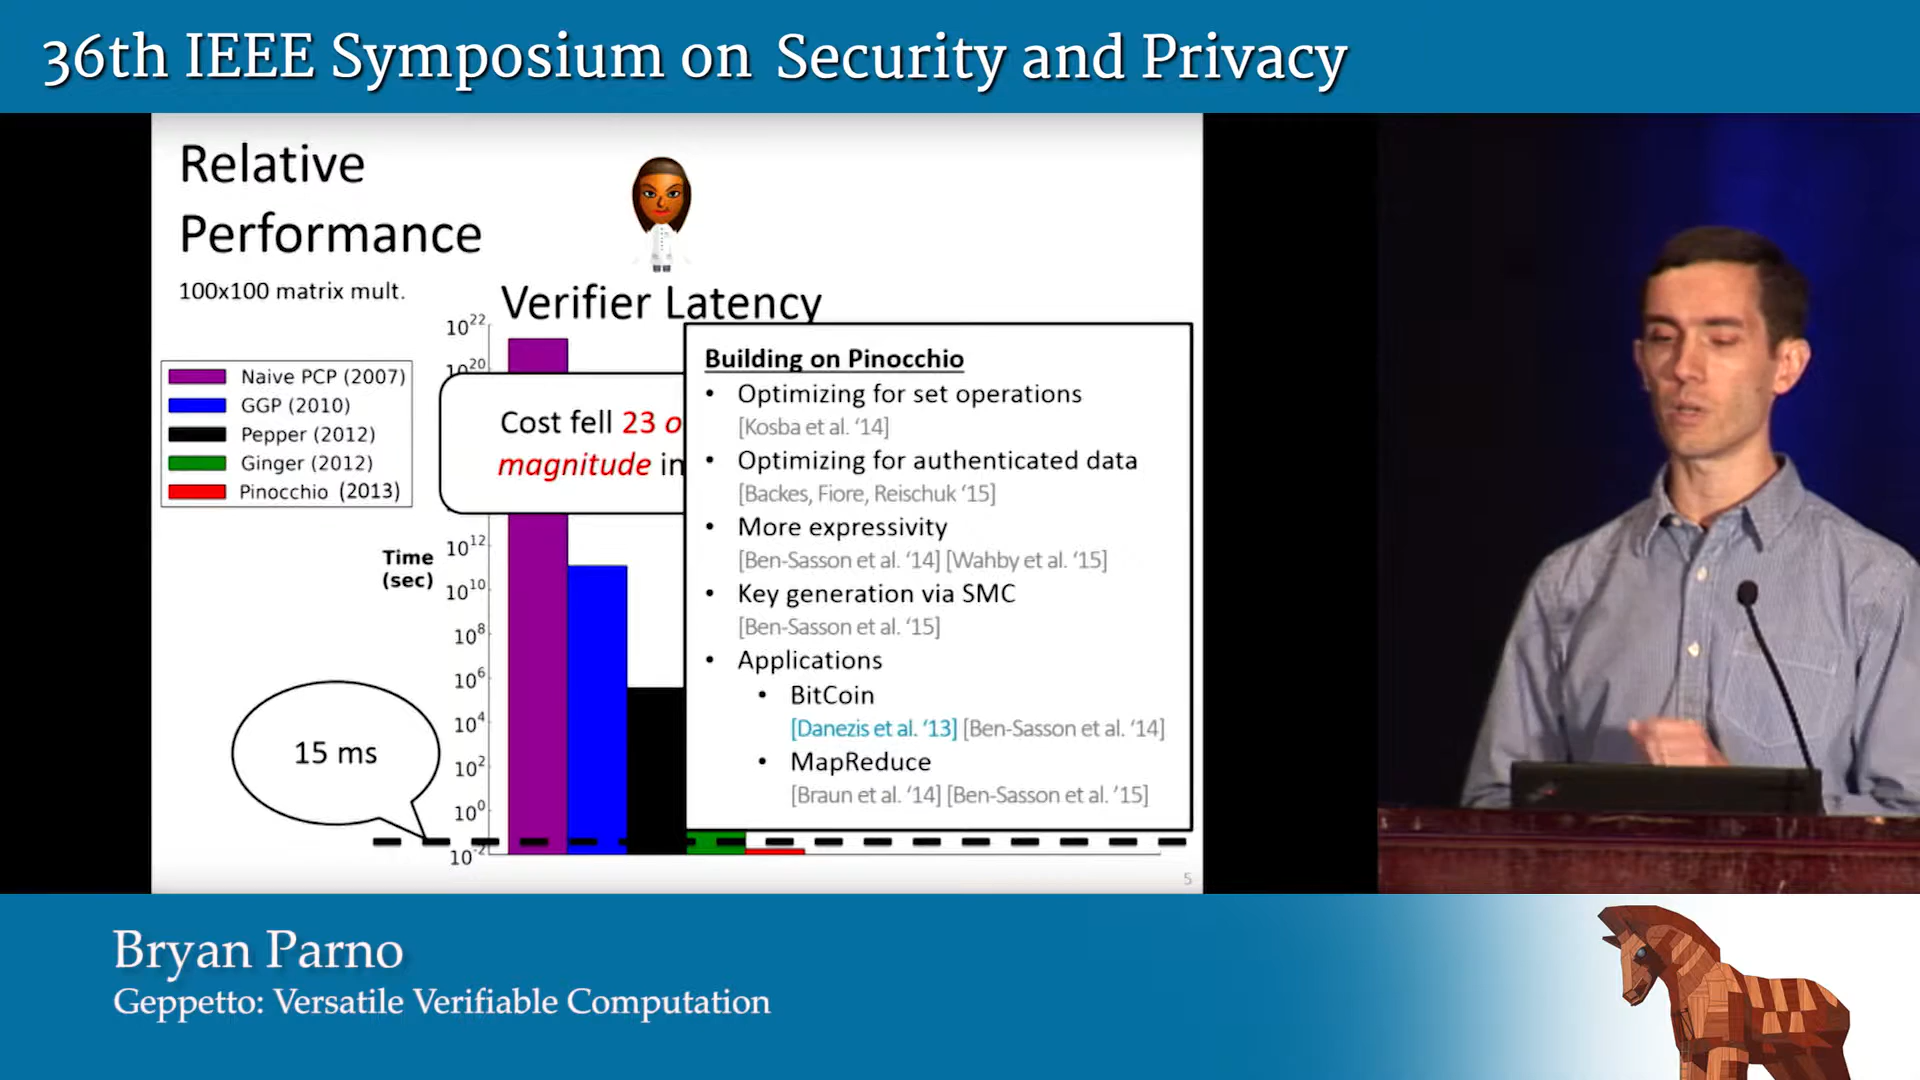 36th IEEE Symposium on Security and Privacy
Relative
Performance
100x100 matrix mult.
Verifier Latency
Naive PCP (2007)
GGP (2010)
Pepper (2012)
Ginger (2012)
Pinocchio (2013)
Time
(sec)
10^22
10^20
10^12
10^10
10^8
10^6
10^4
10^2
10^0
10^-2
Cost fell 23 o
magnitude in
15 ms
Building on Pinocchio
• Optimizing for set operations
[Kosba et al. ‘14]
• Optimizing for authenticated data
[Backes, Fiore, Reischuk ‘15]
• More expressivity
[Ben-Sasson et al. ‘14] [Wahby et al. ‘15]
• Key generation via SMC
[Ben-Sasson et al. ‘15]
• Applications
• BitCoin
[Danezis et al. ‘13] [Ben-Sasson et al. ‘14]
• MapReduce
[Braun et al. ‘14] [Ben-Sasson et al. ’15]
5
Bryan Parno
Geppetto: Versatile Verifiable Computation